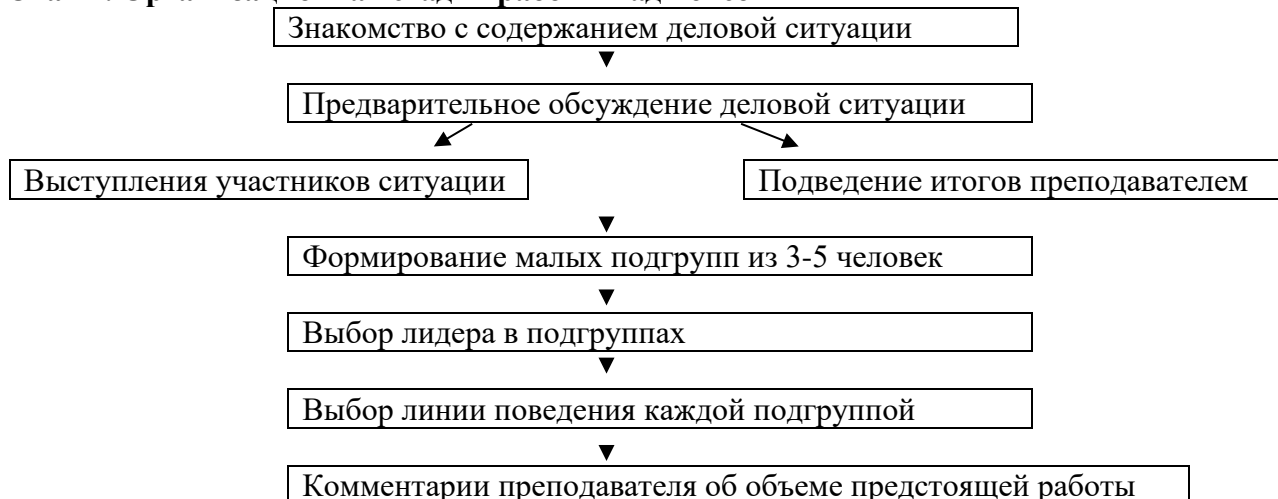 Знакомство с содержанием деловой ситуации
Предварительное обсуждение деловой ситуации
Выступления участников ситуации
Подведение итогов преподавателем
Формирование малых подгрупп из 3-5 человек
Выбор лидера в подгруппах
Выбор линии поведения каждой подгруппой
Комментарии преподавателя об объеме предстоящей работы